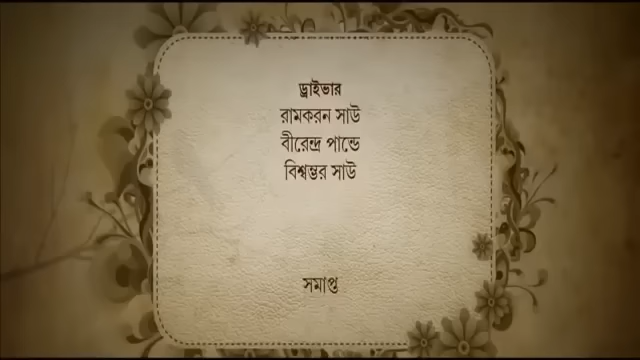 ড্রাইভার
রামকরন সাউ
বীরেন্দ্র পান্ডে
বিশ্বম্ভর সাউ
সমাপ্ত